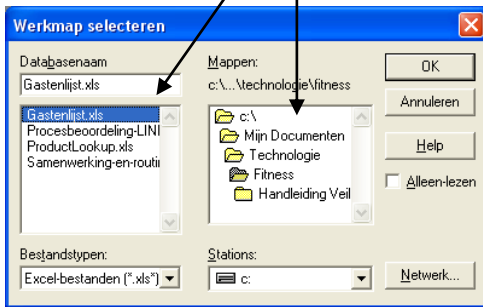 Werkmap selecteren
Databasenaam
Gastenlijst.xls
Gastenlijst.xls
Procesbeoordeling-LINI
ProductLookup.xls
Samenwerking-en-routi
Bestandstypen:
Excel-bestanden (*.xls*)
Mappen:
c:\...\technologie\fitness
c:\
Mijn Documenten
Technologie
Fitness
Handleiding Veil
Stations:
c:
OK
Annuleren
Help
Alleen-lezen
Netwerk...